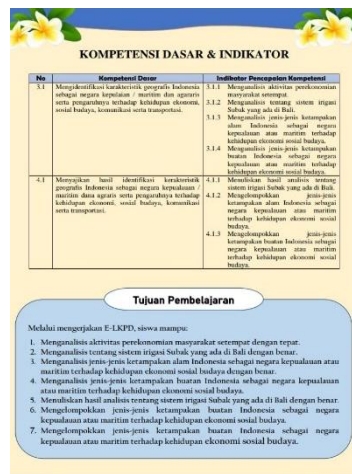 KOMPETENSI DASAR & INDIKATOR
No
Kompetensi Dasar
Indikator Pencapaian Kompetensi
3.1
Mengidentifikasi karakteristik geografis Indonesia
sebagai negara kepulauan / maritim dan agraris
serta pengaruhnya terhadap kehidupan ekonomi,
sosial budaya, komunikasi serta transportasi.
3.1.1 Menganalisis aktivitas perekonomian
masyarakat setempat.
3.1.2 Menganalisis tentang sistem irigasi
Subak yang ada di Bali.
3.1.3 Menganalisis jenis-jenis ketampakan
alam Indonesia sebagai negara
kepualauan atau maritim terhadap
kehidupan ekonomi sosial budaya.
3.1.4 Menganalisis jenis-jenis ketampakan
buatan Indonesia sebagai negara
kepualauan atau maritim terhadap
kehidupan ekonomi sosial budaya.
4.1
Menyajikan hasil identifikasi kerakteristik
geografis Indonesia sebagai negara kepualauan /
maritim dana agratis serta pengaruhnya terhadap
kehidupan ekonomi, sosial budaya, komunikasi
serta transportasi.
4.1.1 Menuliskan hasil analisis tentang
sistem irigasi Subak yang ada di Bali.
4.1.2 Mengelompokkan jenis-jenis
ketampakan alam Indonesia sebagai
negara kepualauan atau maritim
terhadap kehidupan ekonomi sosial
budaya.
4.1.3 Mengelompokkan jenis-jenis
ketampakan buatan Indonesia sebagai
negara kepualauan atau maritim
terhadap kehidupan ekonomi sosial
budaya.
Tujuan Pembelajaran
Melalui mengerjakan E-LKPD, siswa mampu:
1. Menganalisis aktivitas perekonomian masyarakat setempat dengan tepat.
2. Menganalisis tentang sistem irigasi Subak yang ada di Bali dengan benar.
3. Menganalisis jenis-jenis ketampakan alam Indonesia sebagai negara kepualauan atau
maritim terhadap kehidupan ekonomi sosial budaya dengan benar.
4. Menganalisis jenis-jenis ketampakan buatan Indonesia sebagai negara kepualauan
atau maritim terhadap kehidupan ekonomi sosial budaya.
5. Menuliskan hasil analisis tentang sistem irigasi Subak yang ada di Bali dengan benar.
6. Mengelompokkan jenis-jenis ketampakan buatan Indonesia sebagai negara
kepualauan atau maritim terhadap kehidupan ekonomi sosial budaya.
7. Mengelompokkan jenis-jenis ketampakan buatan Indonesia sebagai negara
kepualauan atau maritim terhadap kehidupan ekonomi sosial budaya.